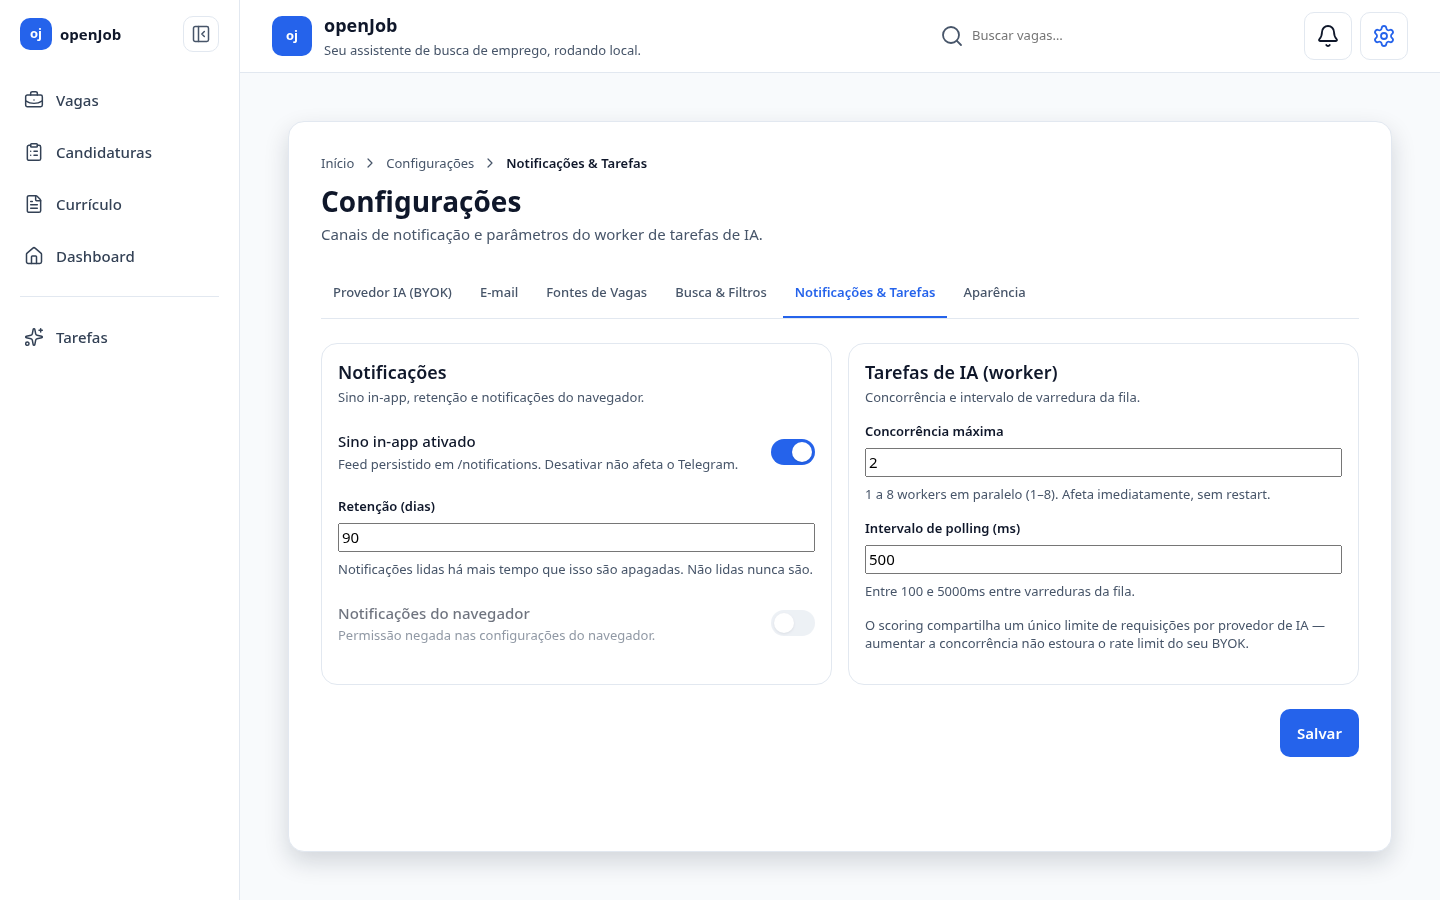 oj openJob
Vagas
Candidaturas
Currículo
Dashboard
Tarefas
oj
openJob
Seu assistente de busca de emprego, rodando local.
Buscar vagas...
Início > Configurações > Notificações & Tarefas
Configurações
Canais de notificação e parâmetros do worker de tarefas de IA.
Provedor IA (BYOK) E-mail Fontes de Vagas Busca & Filtros Notificações & Tarefas Aparência
Notificações
Sino in-app, retenção e notificações do navegador.
Sino in-app ativado
Feed persistido em /notifications. Desativar não afeta o Telegram.
Retenção (dias)
90
Notificações lidas há mais tempo que isso são apagadas. Não lidas nunca são.
Notificações do navegador
Permissão negada nas configurações do navegador.
Tarefas de IA (worker)
Concorrência e intervalo de varredura da fila.
Concorrência máxima
2
1 a 8 workers em paralelo (1–8). Afeta imediatamente, sem restart.
Intervalo de polling (ms)
500
Entre 100 e 5000ms entre varreduras da fila.
O scoring compartilha um único limite de requisições por provedor de IA —
aumentar a concorrência não estoura o rate limit do seu BYOK.
Salvar